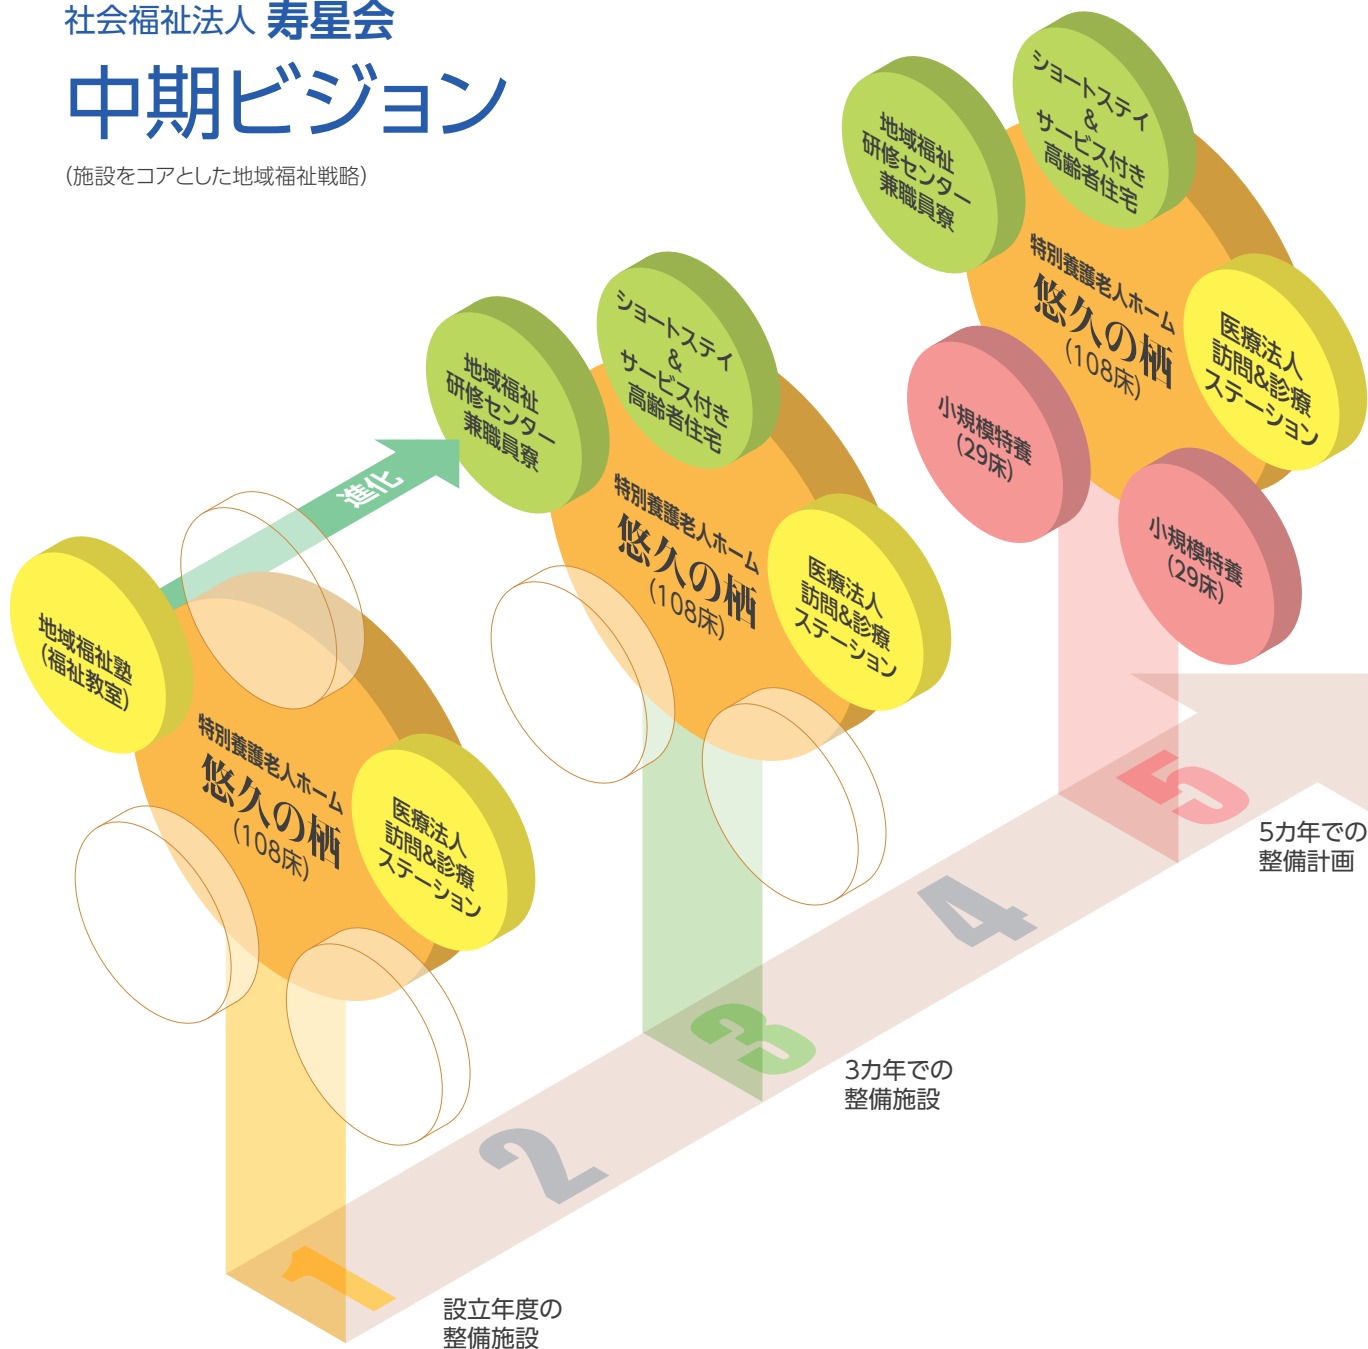 社会福祉法人 寿星会
中期ビジョン
(施設をコアとした地域福祉戦略)
地域福祉塾
(福祉教室)
特別養護老人ホーム
悠久の栖
(108床)
医療法人
訪問&診療
ステーション
進化
地域福祉
研修センター
兼職員寮
ショートステイ
&
サービス付き
高齢者住宅
特別養護老人ホーム
悠久の栖
(108床)
医療法人
訪問&診療
ステーション
地域福祉
研修センター
兼職員寮
ショートステイ
&
サービス付き
高齢者住宅
特別養護老人ホーム
悠久の栖
(108床)
医療法人
訪問&診療
ステーション
小規模特養
(29床)
小規模特養
(29床)
1
設立年度の
整備施設
2
3
3カ年での
整備施設
4
5
5カ年での
整備計画